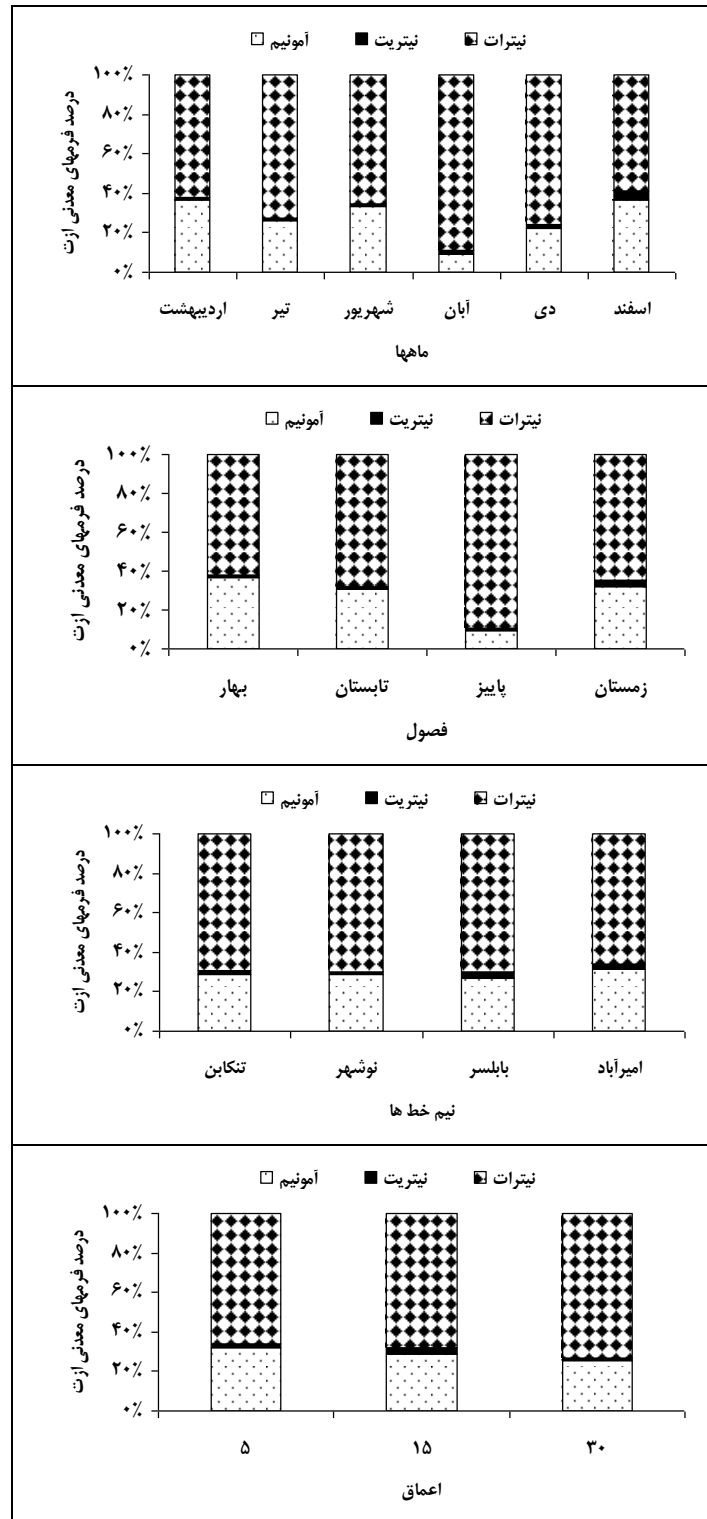 آمونیم نیتریت نیترات
درصد فرمهای معدنی ازت
۱۰۰%
۸۰%
۶۰%
۴۰%
۲۰%
۰%
اردیبهشت تیر شهریور آبان دی اسفند
ماهها
آمونیم نیتریت نیترات
درصد فرمهای معدنی ازت
۱۰۰%
۸۰%
۶۰%
۴۰%
۲۰%
۰%
بهار تابستان پاییز زمستان
فصول
آمونیم نیتریت نیترات
درصد فرمهای معدنی ازت
۱۰۰%
۸۰%
۶۰%
۴۰%
۲۰%
۰%
تنکابن نوشهر بابلسر امیرآباد
نیم خط ها
آمونیم نیتریت نیترات
درصد فرمهای معدنی ازت
۱۰۰%
۸۰%
۶۰%
۴۰%
۲۰%
۰%
۵ ۱۵ ۳۰
اعماق